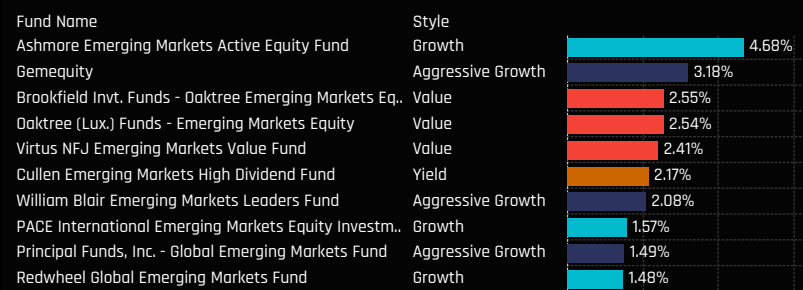 Fund Name Style
Ashmore Emerging Markets Active Equity Fund Growth 4.68%
Gemequity Aggressive Growth 3.18%
Brookfield Invt. Funds - Oaktree Emerging Markets Eq.. Value 2.55%
Oaktree (Lux.) Funds - Emerging Markets Equity Value 2.54%
Virtus NFJ Emerging Markets Value Fund Value 2.41%
Cullen Emerging Markets High Dividend Fund Yield 2.17%
William Blair Emerging Markets Leaders Fund Aggressive Growth 2.08%
PACE International Emerging Markets Equity Investm.. Growth 1.57%
Principal Funds, Inc. - Global Emerging Markets Fund Aggressive Growth 1.49%
Redwheel Global Emerging Markets Fund Growth 1.48%